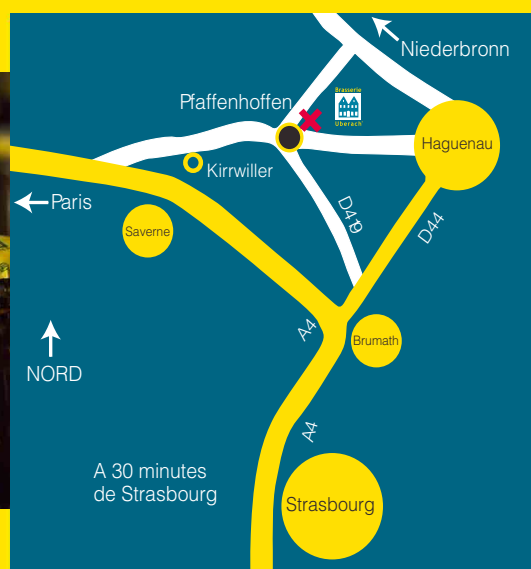 Niederbronn
Brasserie
Uberach
Pfaffenhoffen
Haguenau
Kirrwiller
Paris
D419
D44
Saverne
A4
Brumath
NORD
A4
A 30 minutes
de Strasbourg
Strasbourg